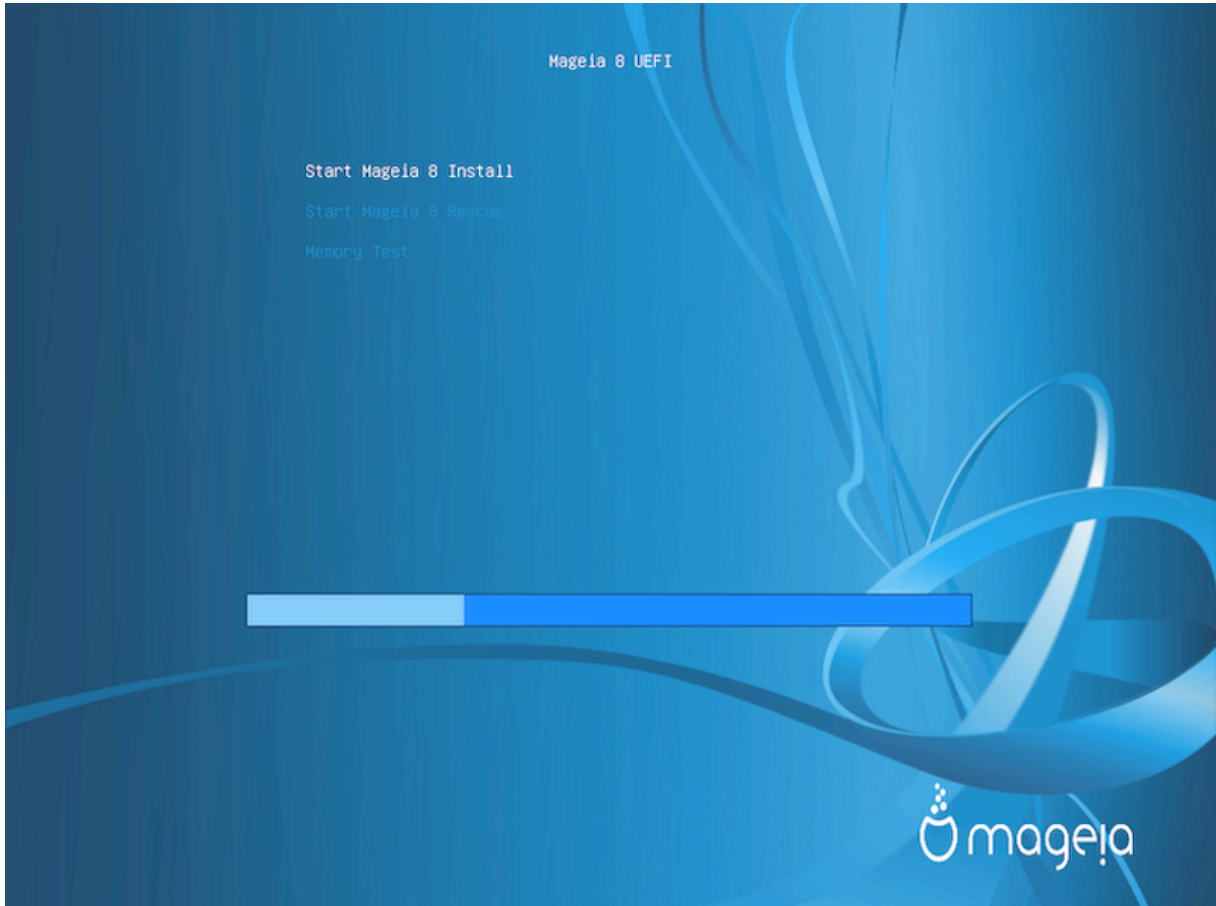 Mageia 8 UEFI
Start Mageia 8 Install
Start Mageia 8 Rescue
Memory Test
mageia